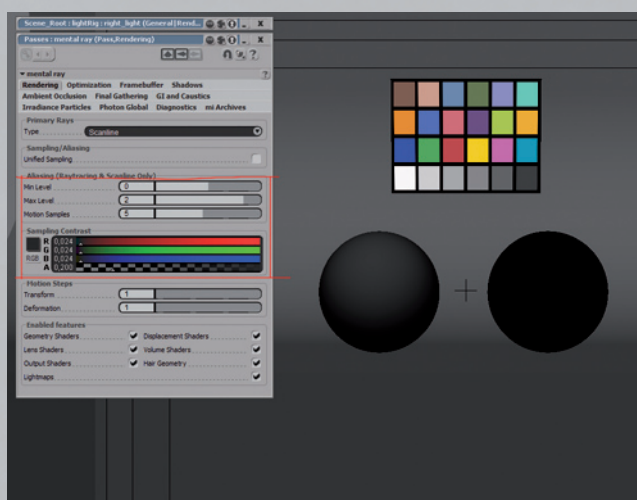 Scene_Root : lightRig : right_light (General|Rend...
Passes : mental ray (Pass,Rendering)
mental ray
Rendering Optimization Framebuffer Shadows
Ambient Occlusion Final Gathering GI and Caustics
Irradiance Particles Photon Global Diagnostics mi Archives
Primary Rays
Type Scanline
Sampling/Aliasing
Unified Sampling
Aliasing (Raytracing & Scanline Only)
Min Level 0
Max Level 2
Motion Samples 5
Sampling Contrast
R 0,024
G 0,024
RGB B 0,024
A 0,200
Motion Steps
Transform 1
Deformation 1
Enabled features
Geometry Shaders Displacement Shaders
Lens Shaders Volume Shaders
Output Shaders Hair Geometry
Lightmaps